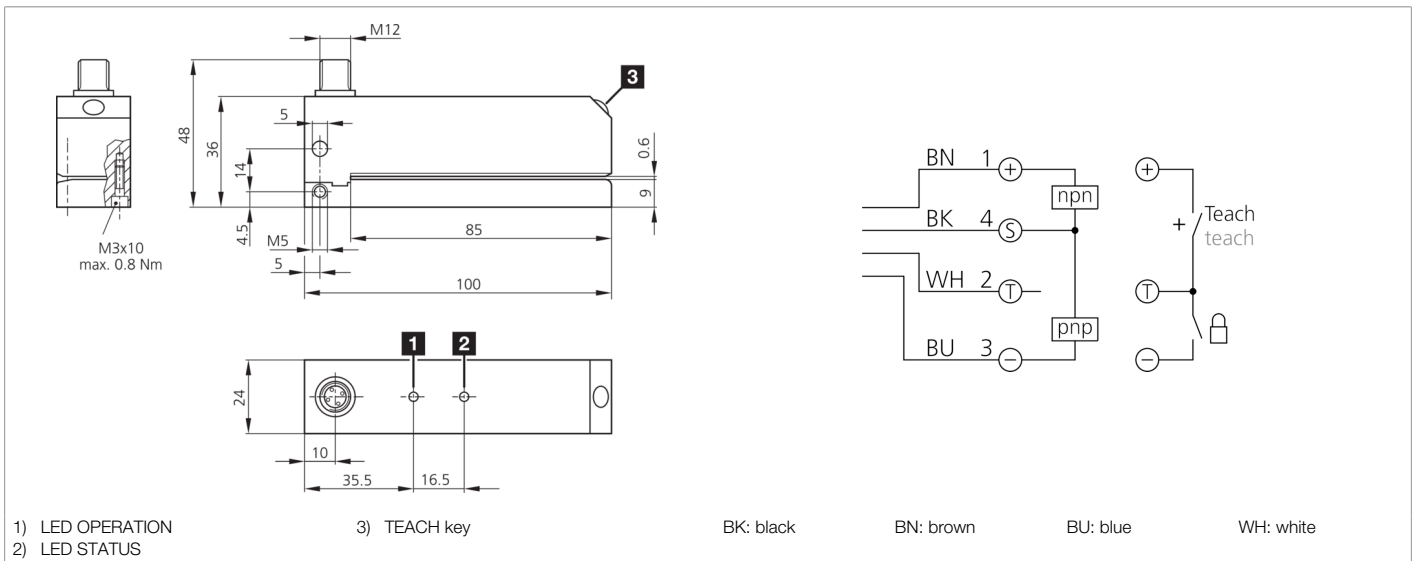 M12
3
48
36
5
14
4.5
M5
5
0.6
9
85
100
M3x10
max. 0.8 Nm
BN 1 +
npn
BK 4 S
WH 2 T
pnp
BU 3 −
+
+ Teach
teach
T
−
1 2
24
10
35.5 16.5
1) LED OPERATION 3) TEACH key BK: black BN: brown BU: blue WH: white
2) LED STATUS